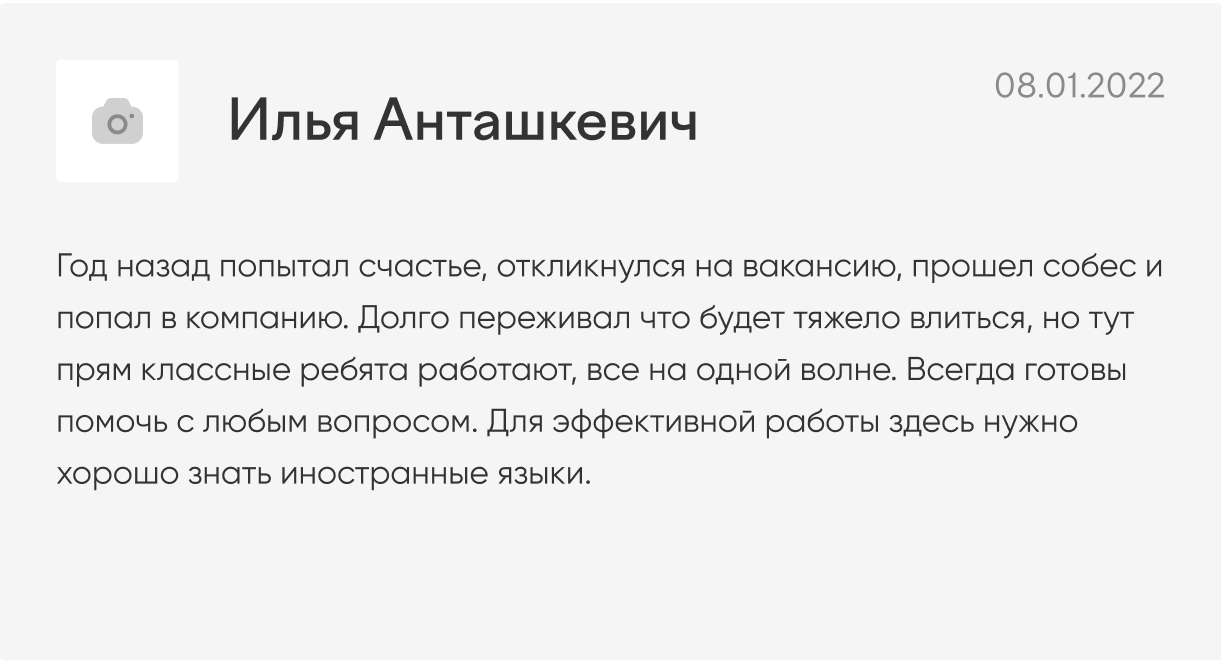 Илья Анташкевич
08.01.2022
Год назад попытал счастье, откликнулся на вакансию, прошел собес и
попал в компанию. Долго переживал что будет тяжело влиться, но тут
прям классные ребята работают, все на одной волне. Всегда готовы
помочь с любым вопросом. Для эффективной работы здесь нужно
хорошо знать иностранные языки.